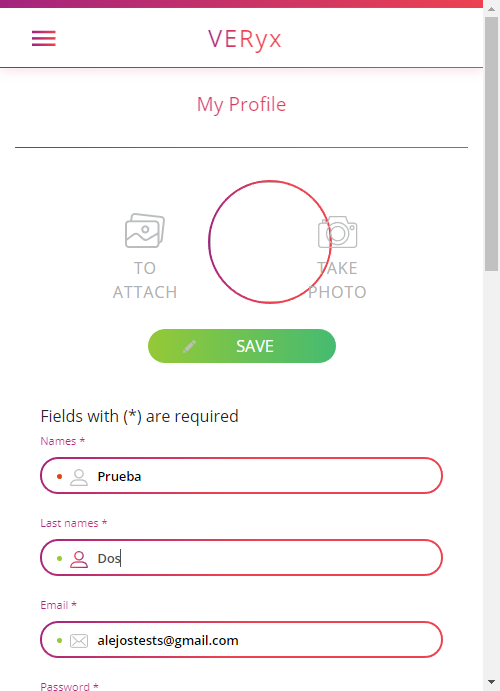 VERyx
My Profile
TO
ATTACH
TAKE
PHOTO
SAVE
Fields with (*) are required
Names *
Prueba
Last names *
Dos
Email *
alejostests@gmail.com
Password *